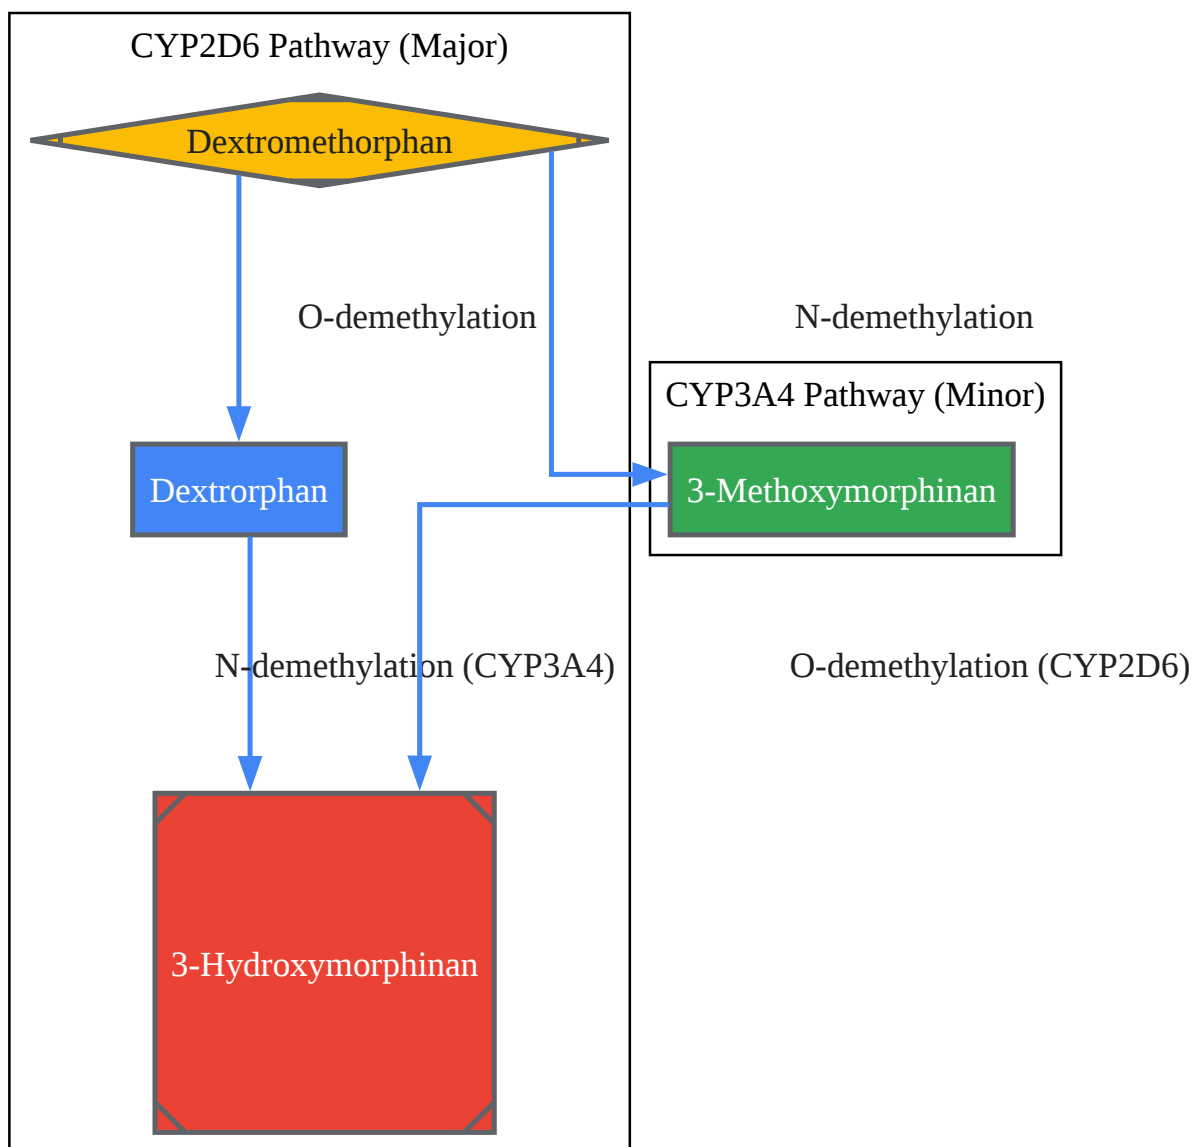 CYP2D6 Pathway (Major)
Dextromethorphan
O-demethylation
N-demethylation
CYP3A4 Pathway (Minor)
Dextrorphan
3-Methoxymorphinan
N-demethylation (CYP3A4)
O-demethylation (CYP2D6)
3-Hydroxymorphinan